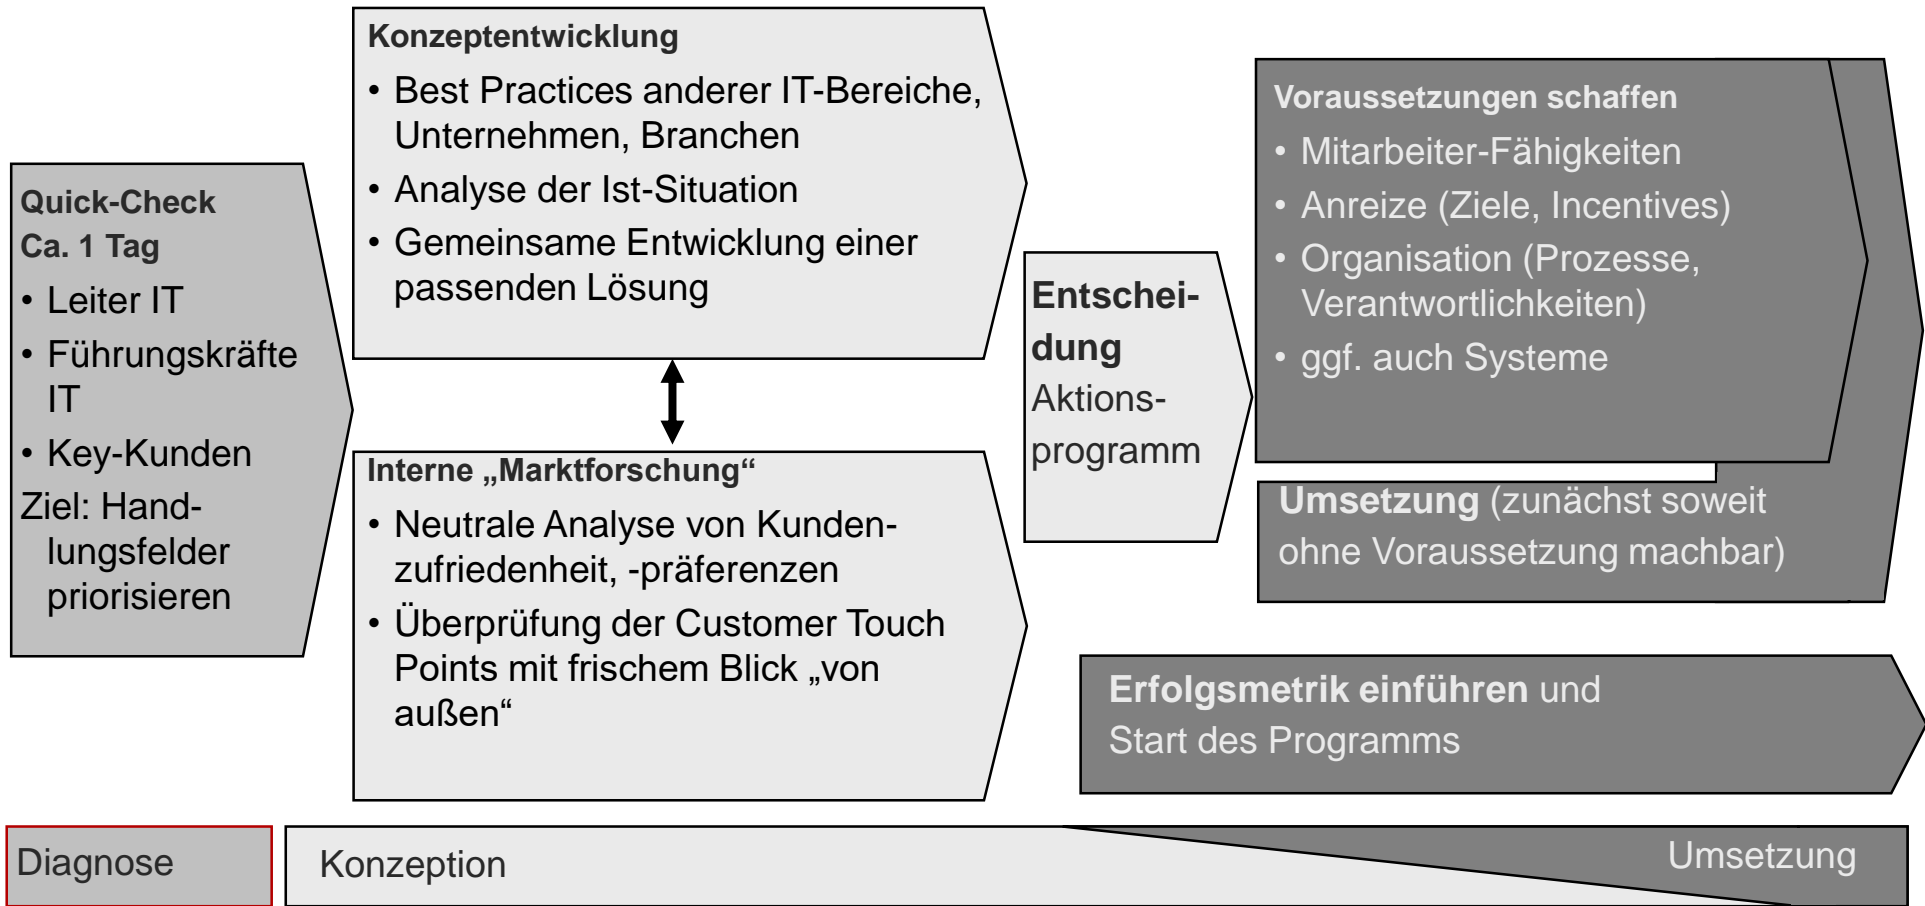 Quick-Check
Ca. 1 Tag
• Leiter IT
• Führungskräfte
IT
• Key-Kunden
Ziel: Hand-
lungsfelder
priorisieren
Konzeptentwicklung
• Best Practices anderer IT-Bereiche,
Unternehmen, Branchen
• Analyse der Ist-Situation
• Gemeinsame Entwicklung einer
passenden Lösung
Interne „Marktforschung“
• Neutrale Analyse von Kunden-
zufriedenheit, -präferenzen
• Überprüfung der Customer Touch
Points mit frischem Blick „von
außen“
Entschei-
dung
Aktions-
programm
Voraussetzungen schaffen
• Mitarbeiter-Fähigkeiten
• Anreize (Ziele, Incentives)
• Organisation (Prozesse,
Verantwortlichkeiten)
• ggf. auch Systeme
Umsetzung (zunächst soweit
ohne Voraussetzung machbar)
Erfolgsmetrik einführen und
Start des Programms
Diagnose
Konzeption
Umsetzung